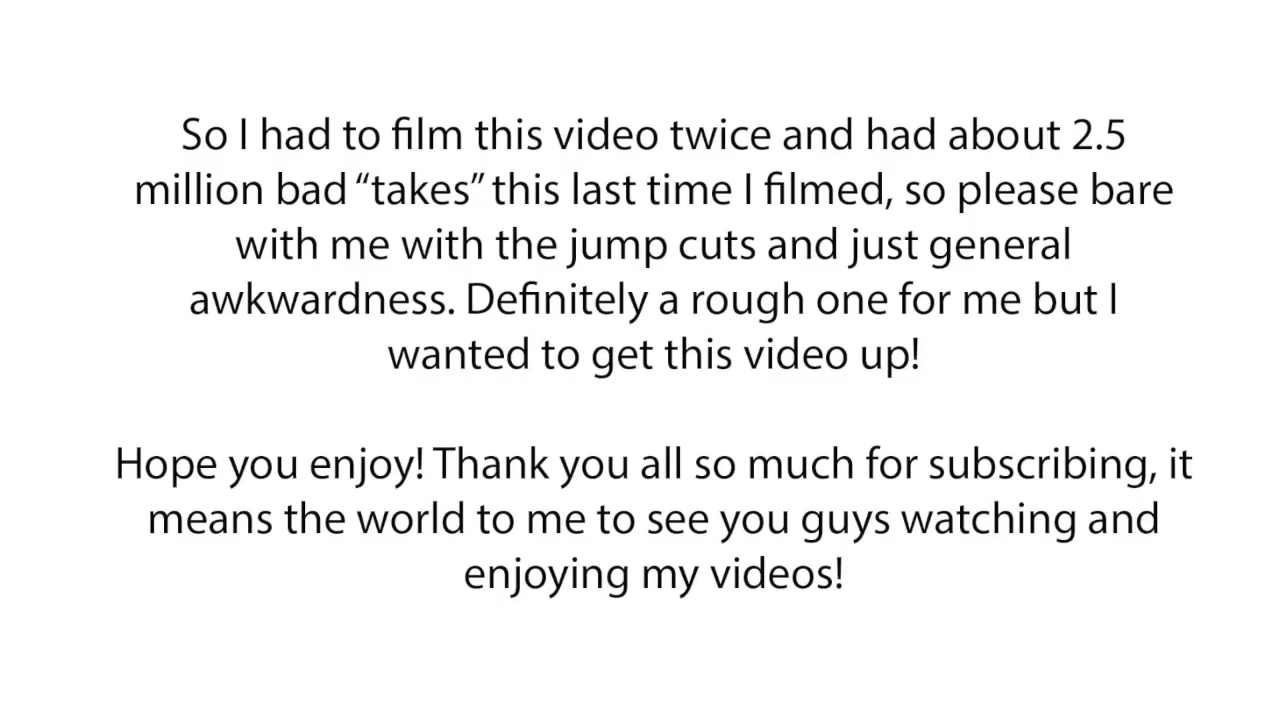 So I had to film this video twice and had about 2.5
million bad “takes” this last time I filmed, so please bare
with me with the jump cuts and just general
awkwardness. Definitely a rough one for me but I
wanted to get this video up!
Hope you enjoy! Thank you all so much for subscribing, it
means the world to me to see you guys watching and
enjoying my videos!